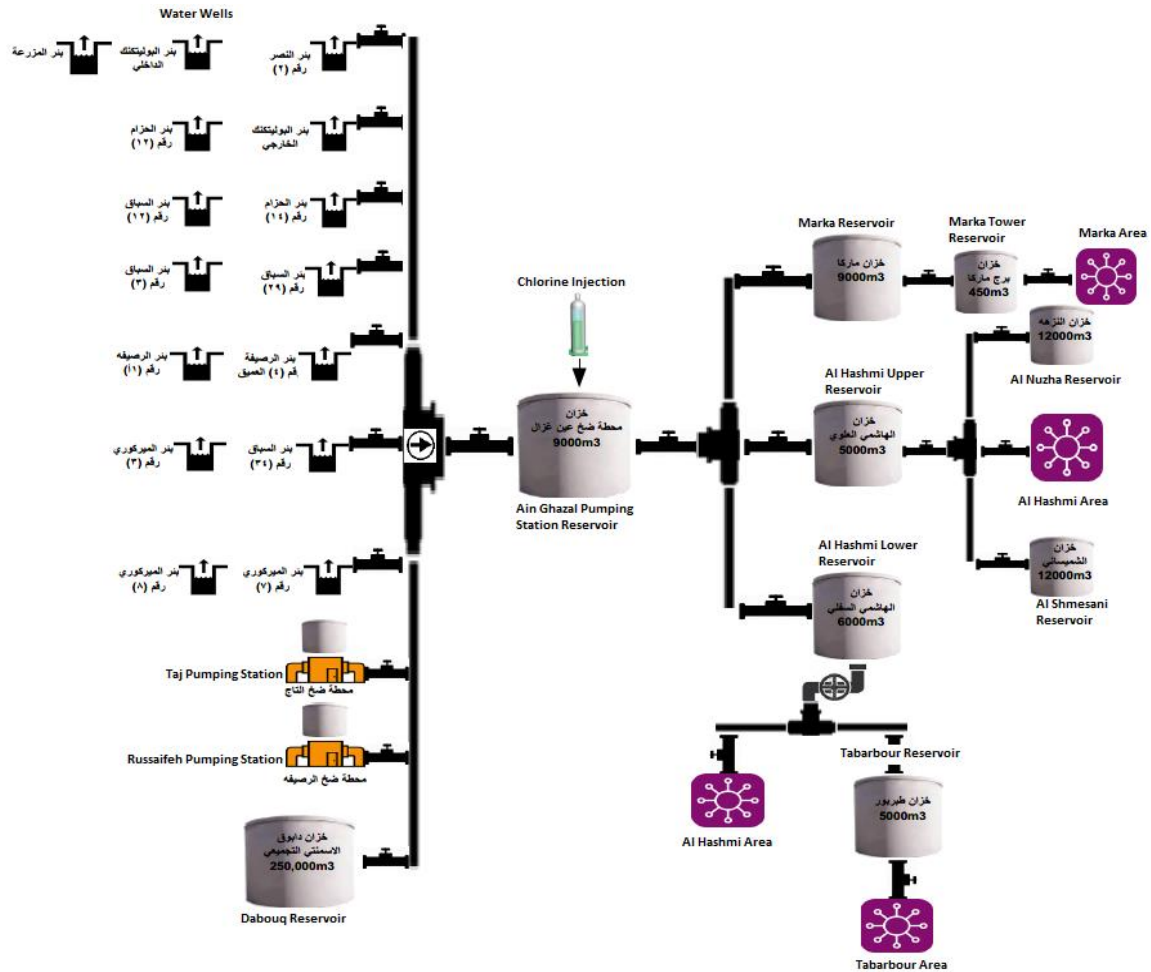 Water Wells
بئر المزرعة
بئر البوليتكنك
الداخلي
بئر النصر
رقم (٢)
بئر الحزام
رقم (١٢)
بئر البوليتكنك
الخارجي
بئر السباق
رقم (١٢)
بئر الحزام
رقم (١٤)
بئر السباق
رقم (٣)
بئر السباق
رقم (٢٩)
بئر الرصيفه
رقم (١أ)
بئر الرصيفة
رقم (٤) العميق
بئر الميركوري
رقم (٣)
بئر السباق
رقم (٣٤)
بئر الميركوري
رقم (٨)
بئر الميركوري
رقم (٧)
Taj Pumping Station
محطة ضخ التاج
Russaifeh Pumping Station
محطة ضخ الرصيفه
خزان دابوق
الاسمنتي التجميعي
250,000m3
Dabouq Reservoir
Chlorine Injection
خزان
محطة ضخ عين غزال
9000m3
Ain Ghazal Pumping
Station Reservoir
Marka Reservoir
خزان ماركا
9000m3
Marka Tower
Reservoir
خزان
برج ماركا
450m3
Marka Area
خزان النزهه
12000m3
Al Nuzha Reservoir
Al Hashmi Upper
Reservoir
خزان
الهاشمي العلوي
5000m3
Al Hashmi Area
Al Hashmi Lower
Reservoir
خزان
الهاشمي السفلي
6000m3
خزان
الشميساني
12000m3
Al Shmesani
Reservoir
Tabarbour Reservoir
خزان طبربور
5000m3
Al Hashmi Area
Tabarbour Area